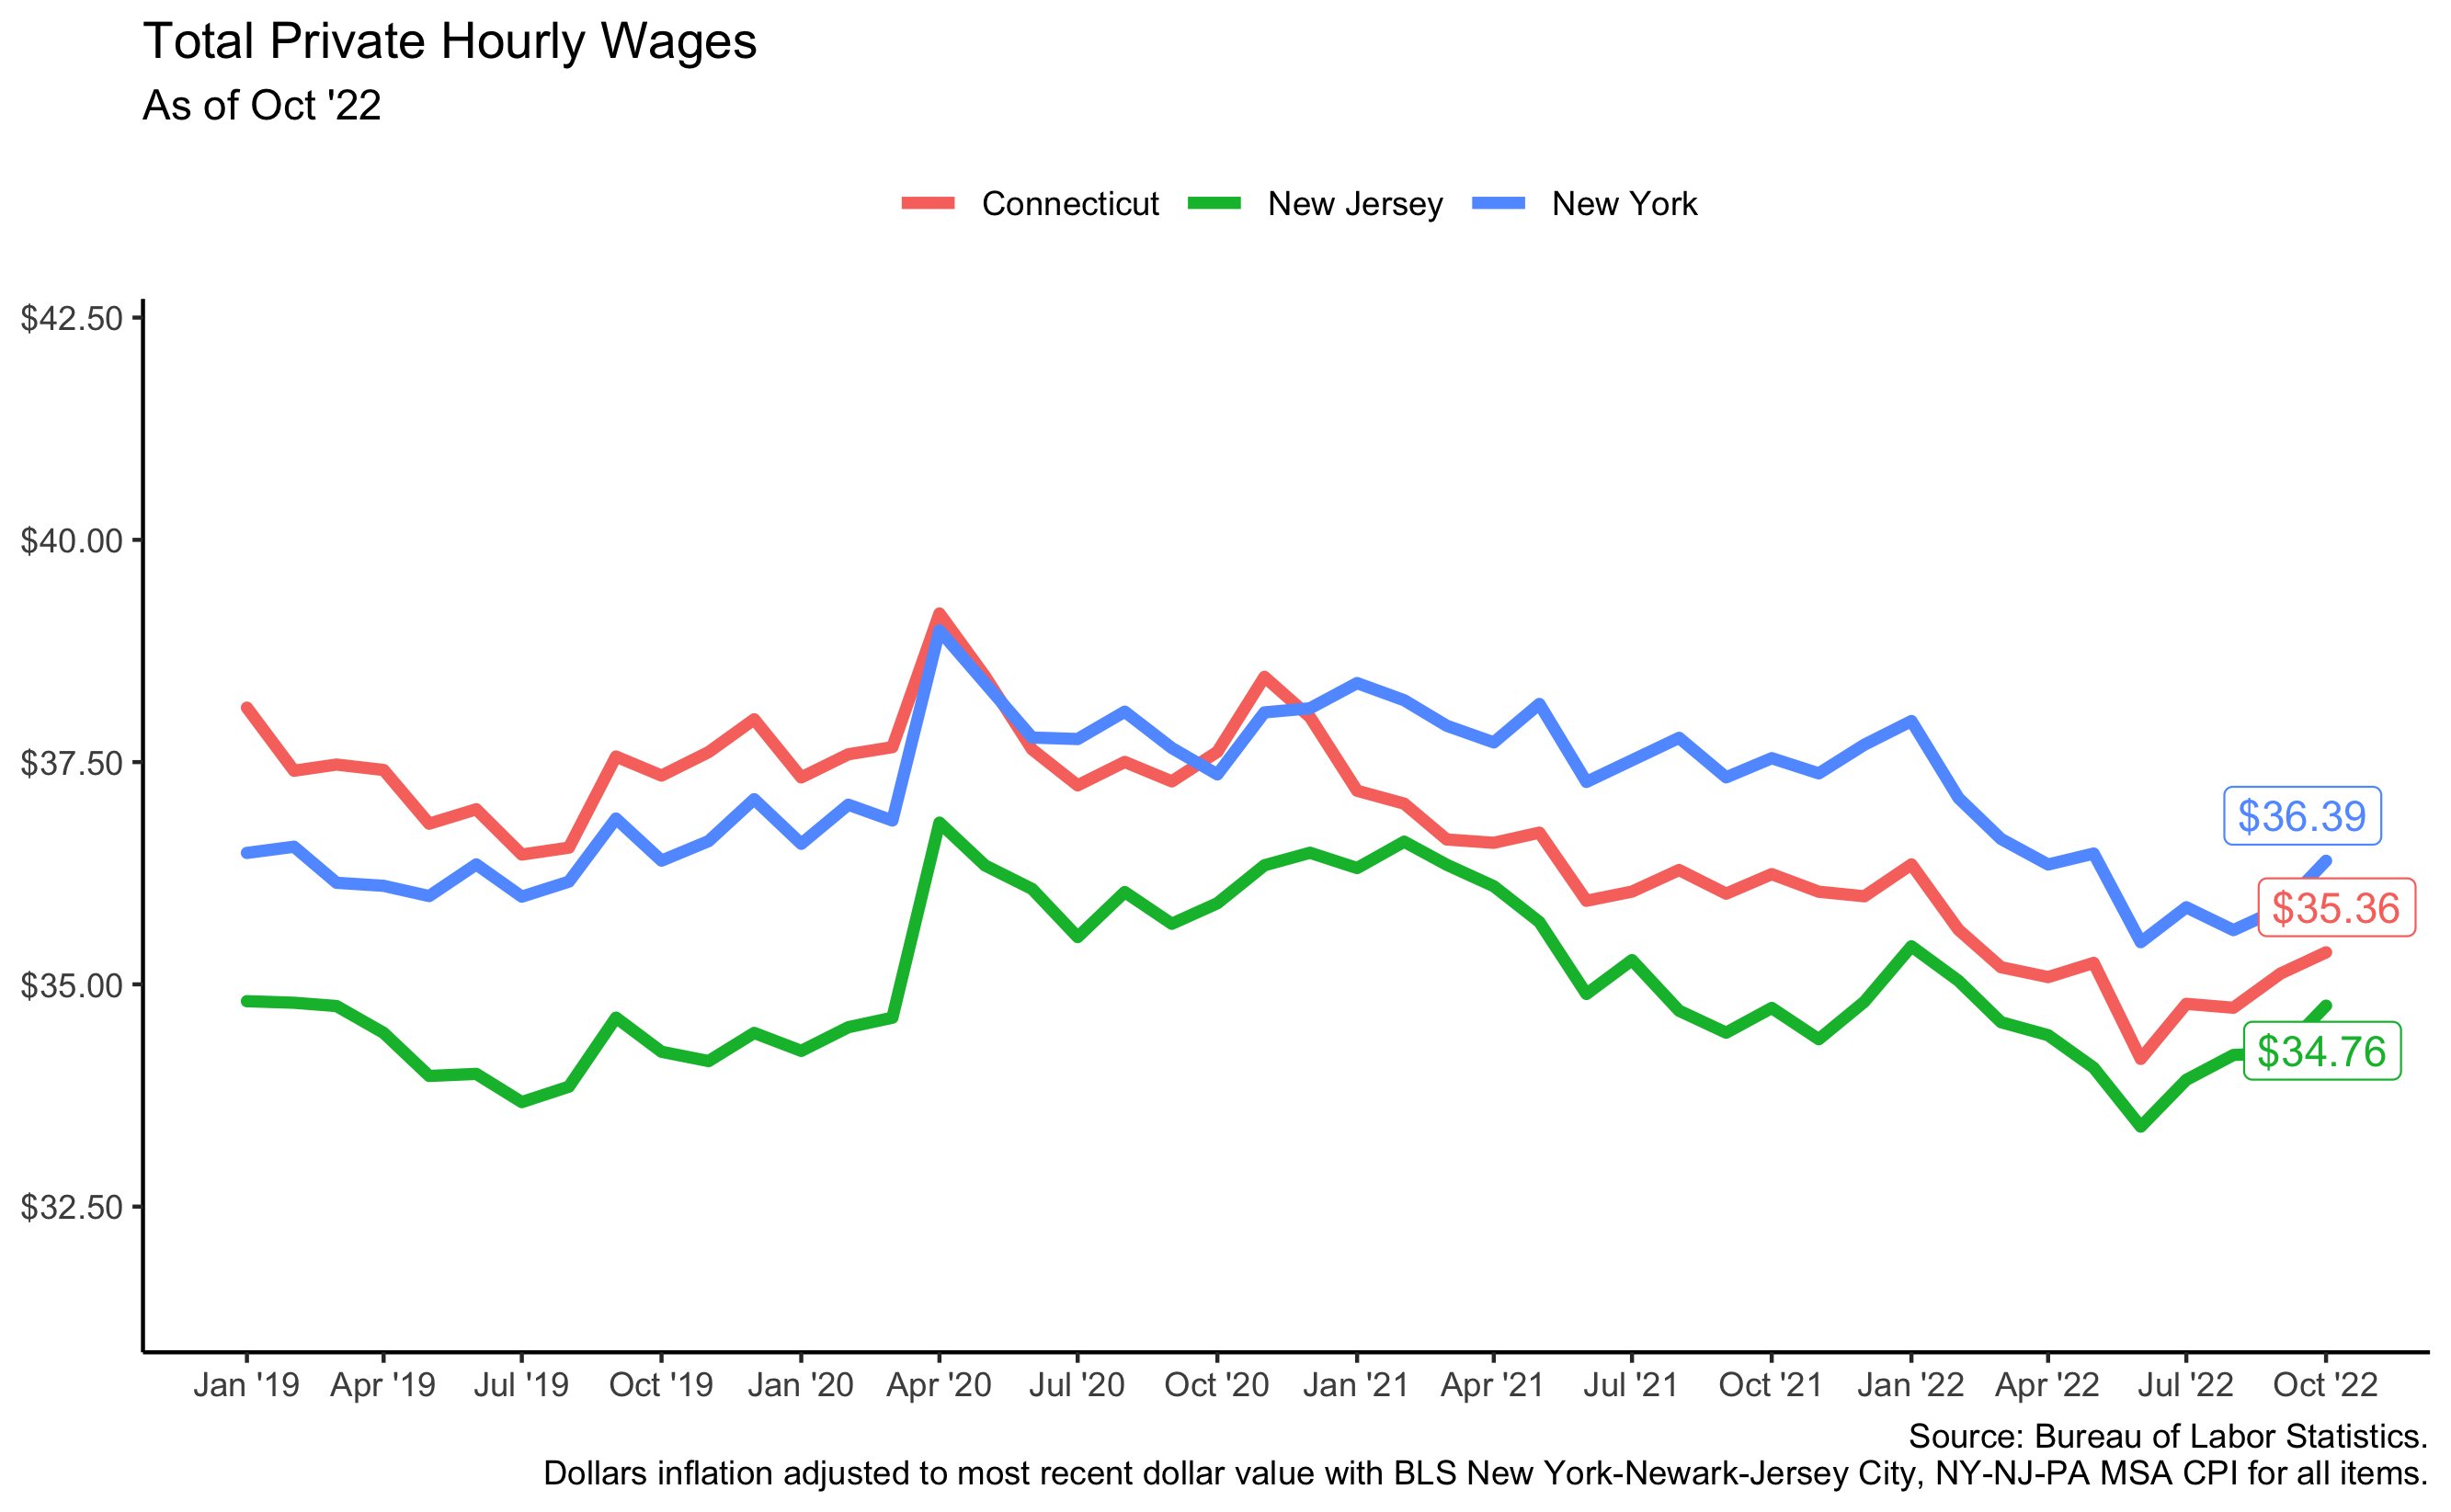 Total Private Hourly Wages
As of Oct '22
Connecticut New Jersey New York
$42.50
$40.00
$37.50
$35.00
$32.50
$36.39
$35.36
$34.76
Jan '19 Apr '19 Jul '19 Oct '19 Jan '20 Apr '20 Jul '20 Oct '20 Jan '21 Apr '21 Jul '21 Oct '21 Jan '22 Apr '22 Jul '22 Oct '22
Source: Bureau of Labor Statistics.
Dollars inflation adjusted to most recent dollar value with BLS New York-Newark-Jersey City, NY-NJ-PA MSA CPI for all items.